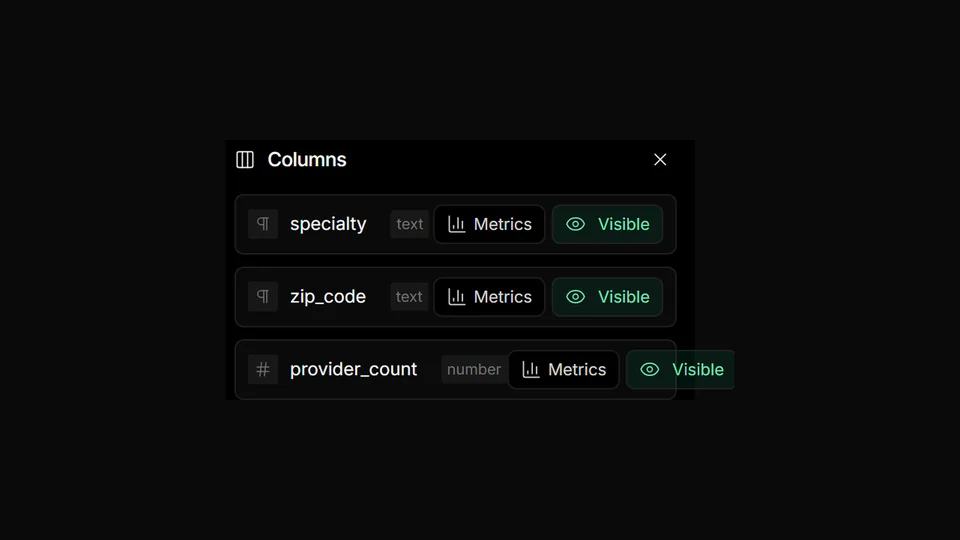 Columns
specialty text Metrics Visible
zip_code text Metrics Visible
provider_count number Metrics Visible